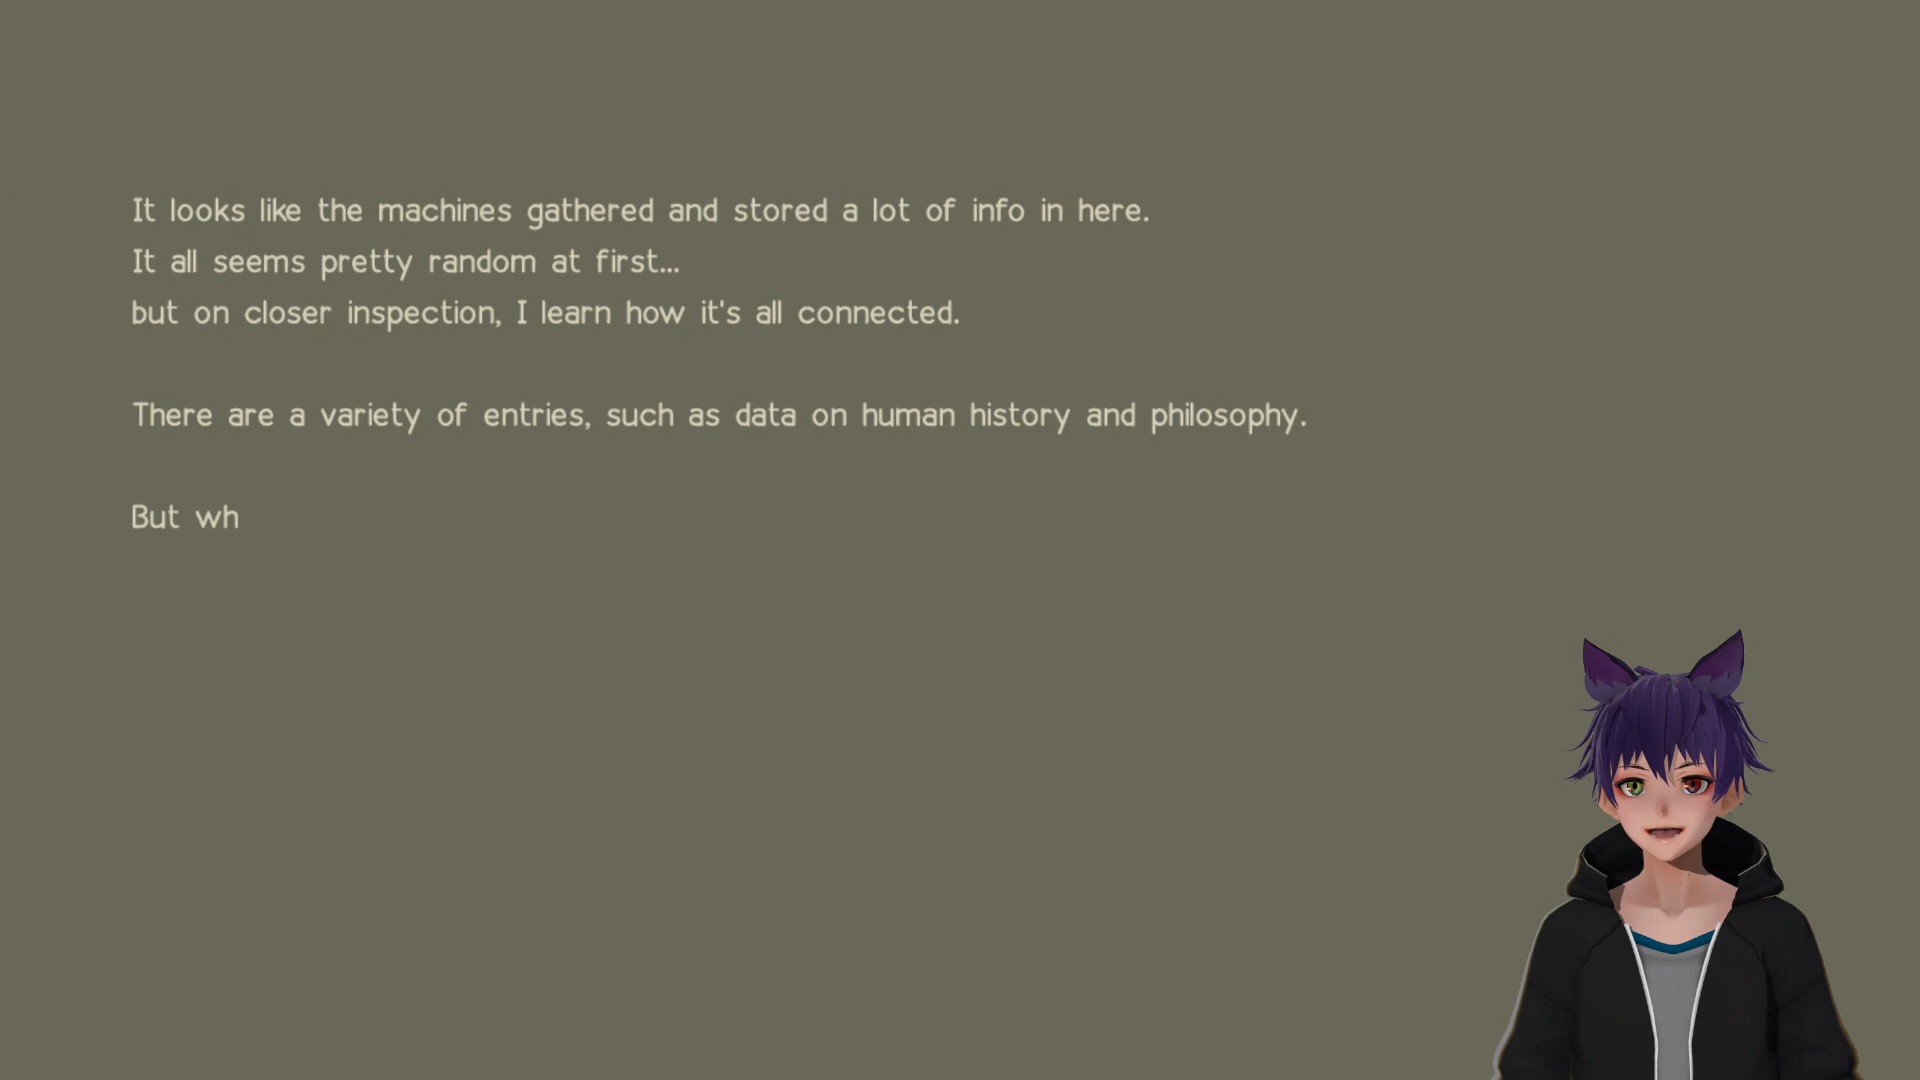 It looks like the machines gathered and stored a lot of info in here.
It all seems pretty random at first...
but on closer inspection, I learn how it's all connected.
There are a variety of entries, such as data on human history and philosophy.
But wh